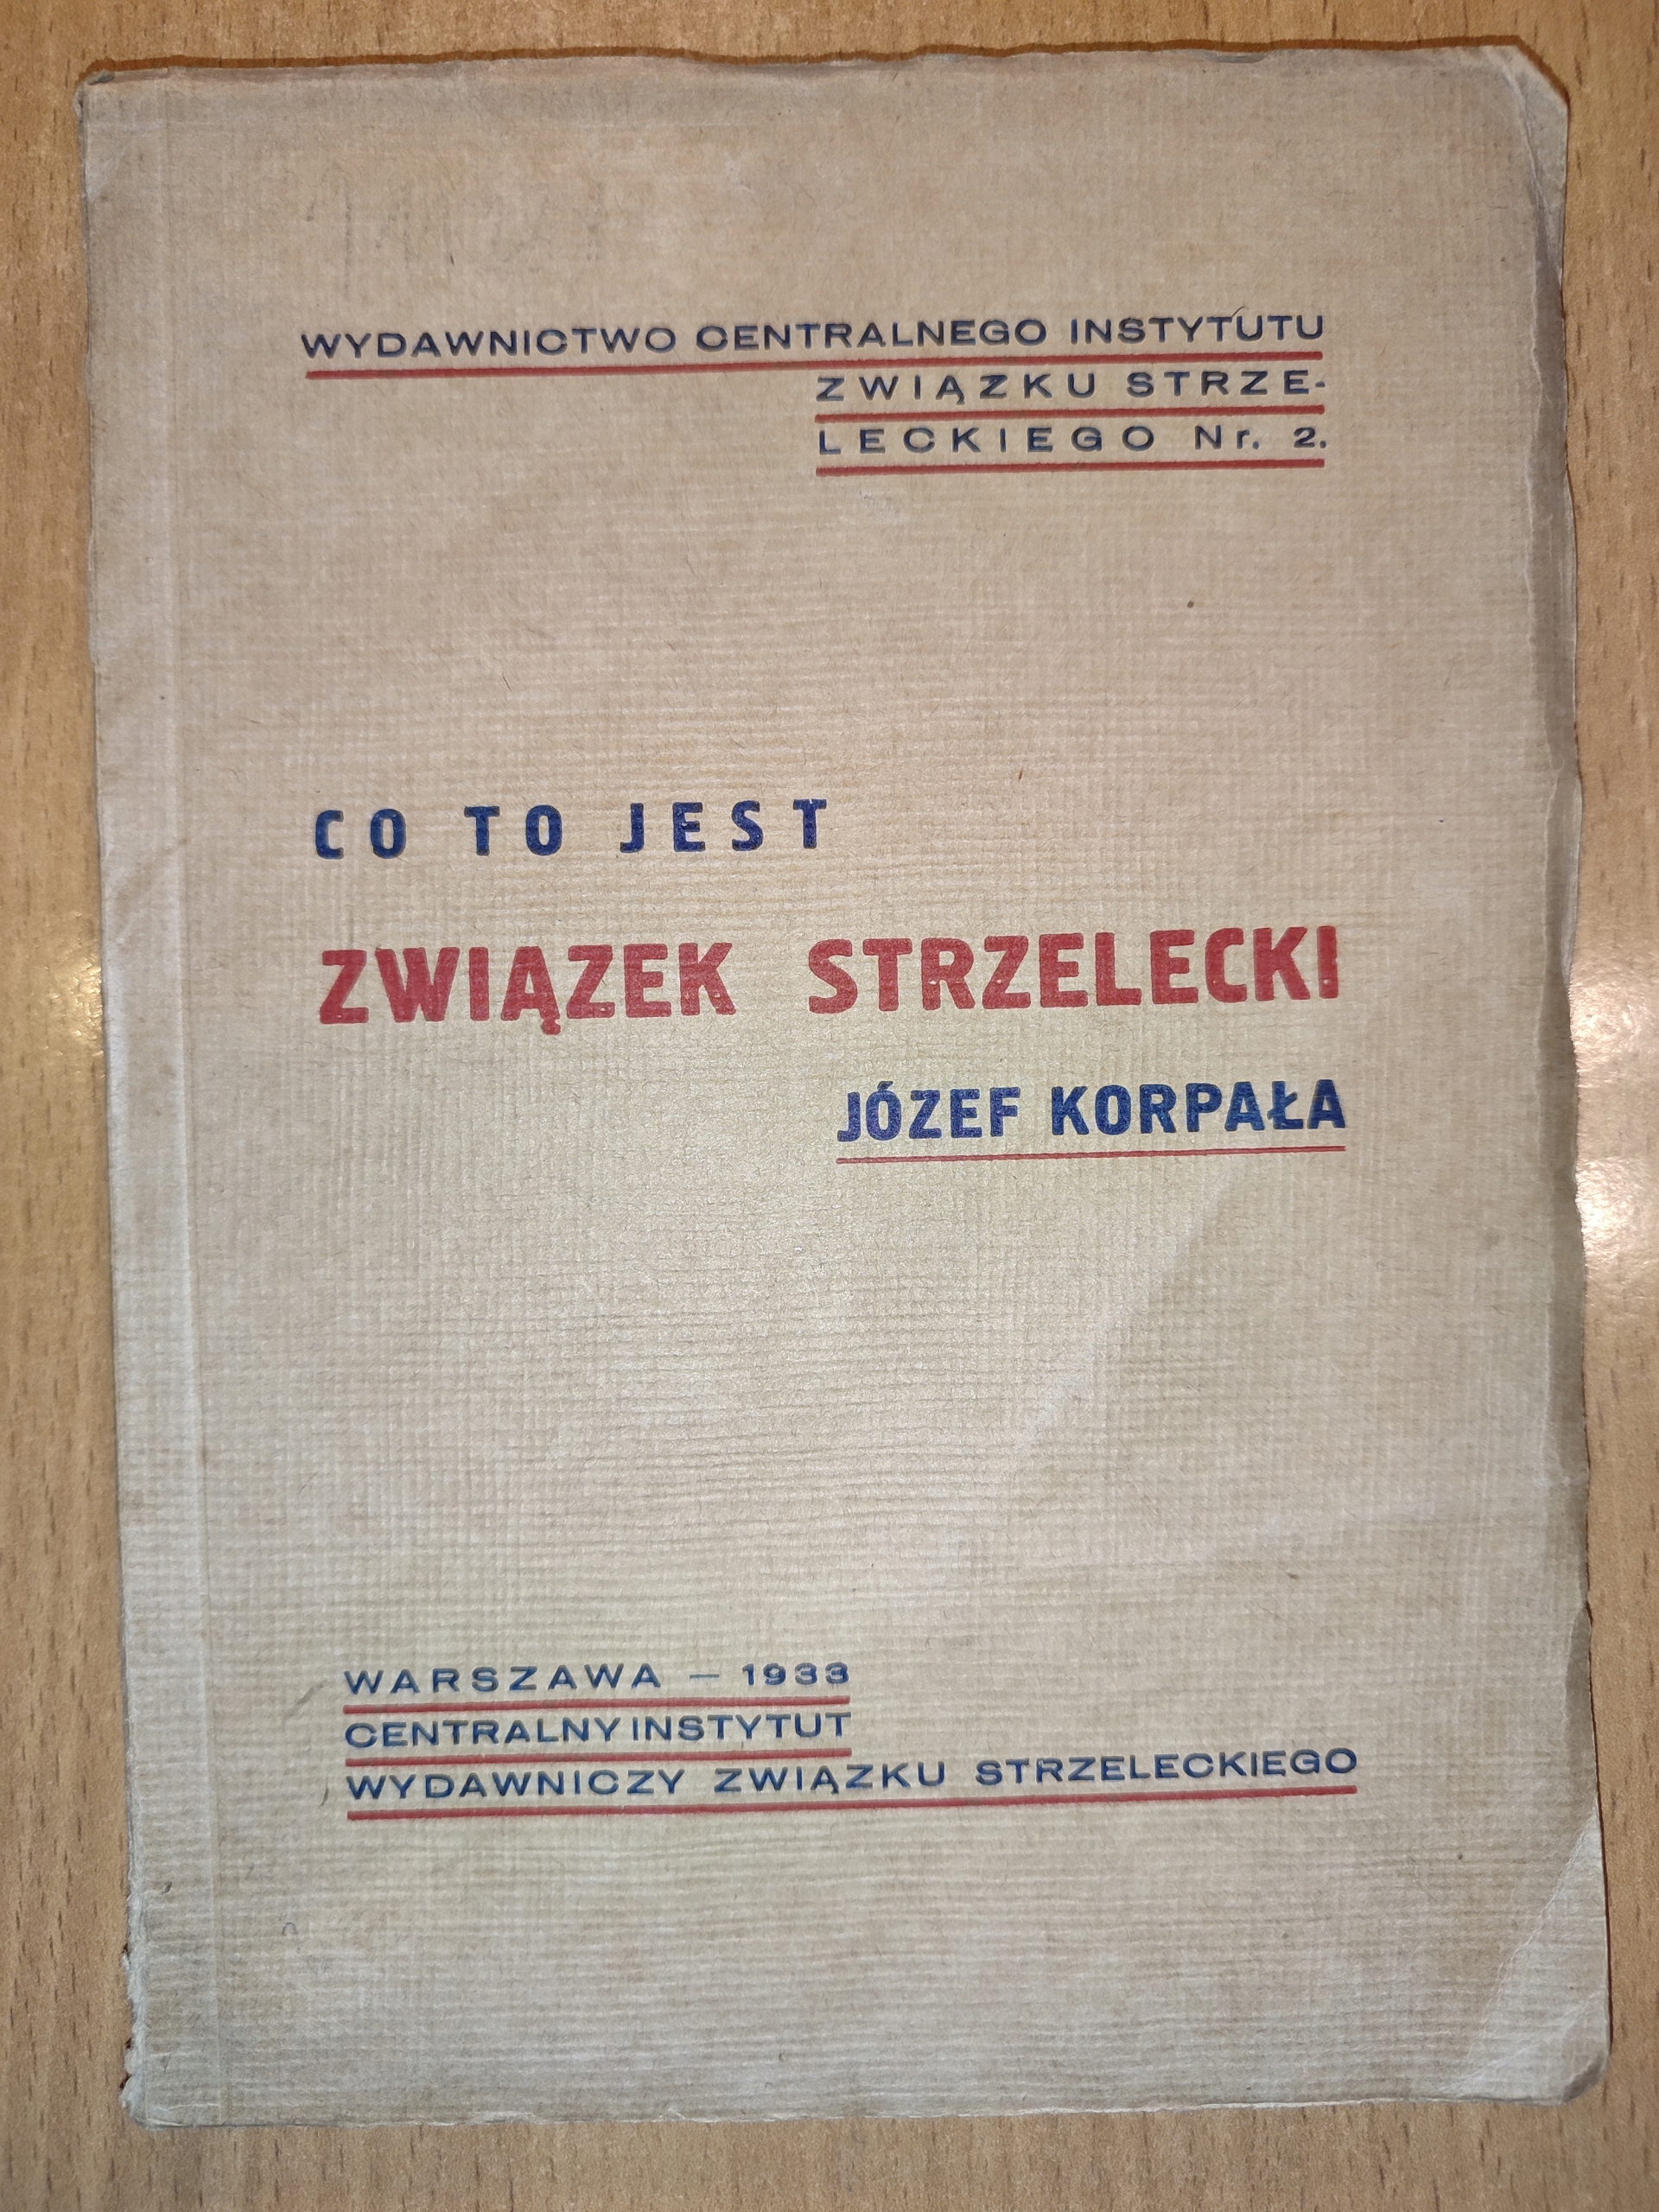 WYDAWNICTWO CENTRALNEGO INSTYTUTU
ZWIĄZKU STRZE-
LECKIEGO Nr. 2.
CO TO JEST
ZWIĄZEK STRZELECKI
JÓZEF KORPAŁA
WARSZAWA — 1933
CENTRALNY INSTYTUT
WYDAWNICZY ZWIĄZKU STRZELECKIEGO